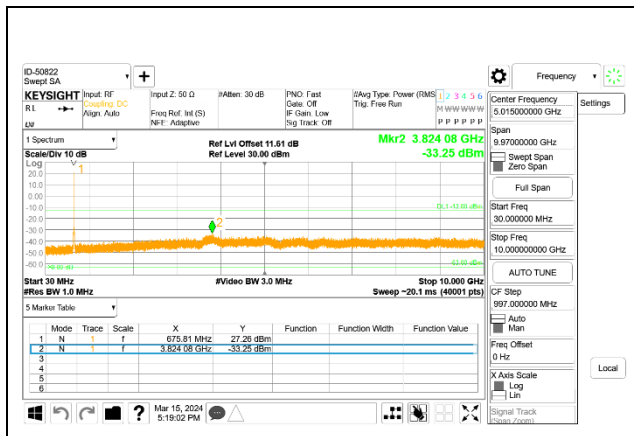 ID-50822
Swept SA
Frequency
Settings
KEYSIGHT
Input: RF
Coupling: DC
Align: Auto
Input Z: 50 Ω
Freq Ref: Int (S)
NFE: Adaptive
#Atten: 30 dB
PNO: Fast
Gate: Off
IF Gain: Low
Sig Track: Off
#Avg Type: Power (RMS
Trig: Free Run
1 2 3 4 5 6
M W W W W W
P P P P P P
R L
1 Spectrum
Scale/Div 10 dB
Log
Ref Lvl Offset 11.61 dB
Ref Level 30.00 dBm
Mkr2 3.824 08 GHz
-33.25 dBm
20.0
10.0
0.00
-10.0
-20.0
-30.0
-40.0
-50.0
-60.0
1
2
Start 30 MHz
#Res BW 1.0 MHz
#Video BW 3.0 MHz
Stop 10.000 GHz
Sweep ~20.1 ms (40001 pts)
5 Marker Table
Mode Trace Scale X Y Function Function Width Function Value
1 N 1 f 675.81 MHz 27.26 dBm
2 N 1 f 3.824 08 GHz -33.25 dBm
3
4
5
6
Mar 15, 2024
5:19:02 PM
Center Frequency
5.015000000 GHz
Span
9.97000000 GHz
Swept Span
Zero Span
Full Span
Start Freq
30.000000 MHz
Stop Freq
10.000000000 GHz
AUTO TUNE
CF Step
997.000000 MHz
Auto
Man
Freq Offset
0 Hz
X Axis Scale
Log
Lin
Signal Track
(Span Zoom)
Local